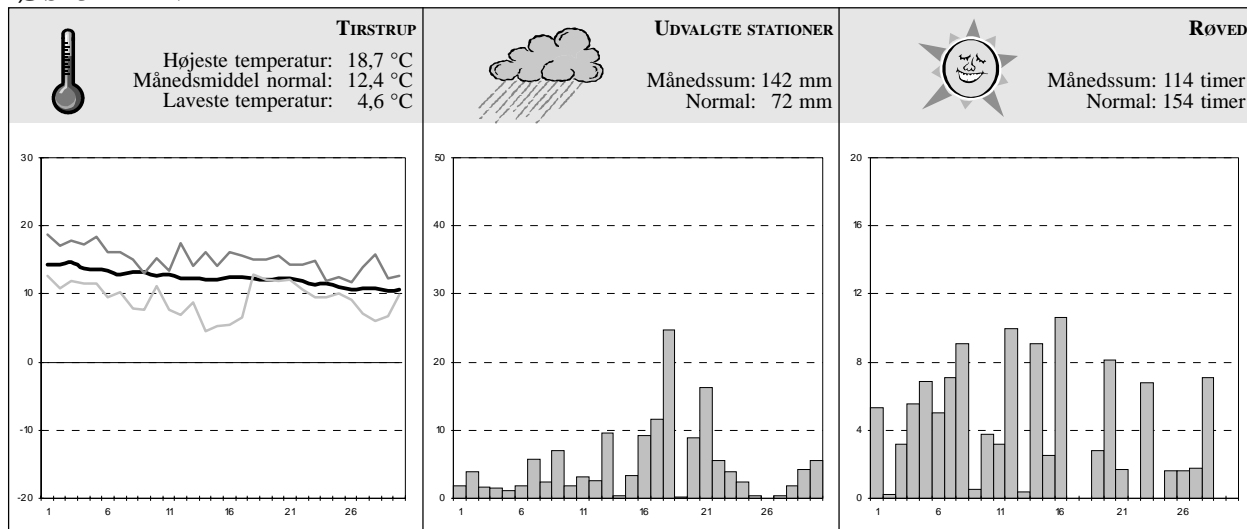 TIRSTRUP
Højeste temperatur: 18,7 °C
Månedsmiddel normal: 12,4 °C
Laveste temperatur: 4,6 °C
30
20
10
0
-10
-20
1 6 11 16 21 26
UDVALGTE STATIONER
Månedssum: 142 mm
Normal: 72 mm
50
40
30
20
10
0
1 6 11 16 21 26
RØVED
Månedssum: 114 timer
Normal: 154 timer
20
16
12
8
4
0
1 6 11 16 21 26